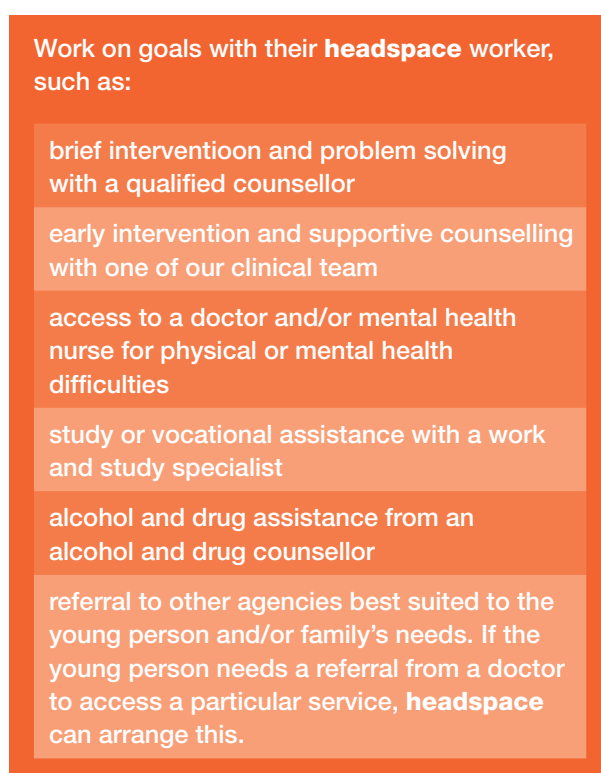 Work on goals with their headspace worker,
such as:
brief interventioon and problem solving
with a qualified counsellor
early intervention and supportive counselling
with one of our clinical team
access to a doctor and/or mental health
nurse for physical or mental health
difficulties
study or vocational assistance with a work
and study specialist
alcohol and drug assistance from an
alcohol and drug counsellor
referral to other agencies best suited to the
young person and/or family’s needs. If the
young person needs a referral from a doctor
to access a particular service, headspace
can arrange this.